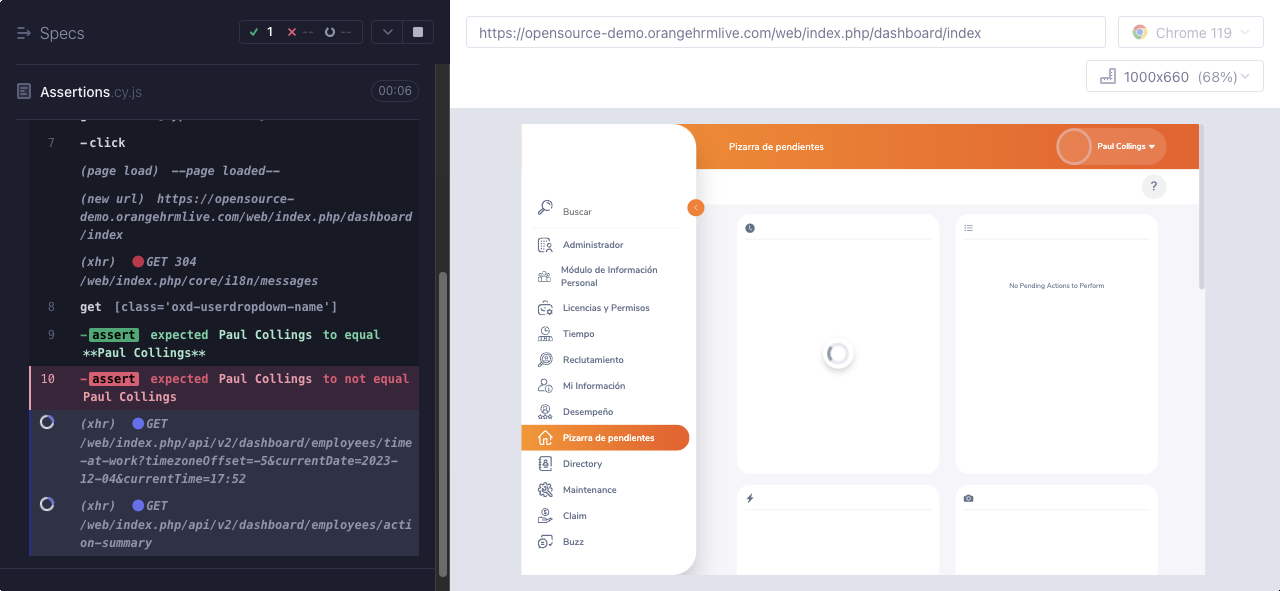 Specs
1
--
--
https://opensource-demo.orangehrmlive.com/web/index.php/dashboard/index
Chrome 119
1000x660 (68%)
Assertions.cy.js
00:06
7 -click
(page load) --page loaded--
(new url) https://opensource-
demo.orangehrmlive.com/web/index.php/dashboard
/index
(xhr) GET 304
/web/index.php/core/i18n/messages
8 get [class='oxd-userdropdown-name']
9 -assert expected Paul Collings to equal
**Paul Collings**
10 -assert expected Paul Collings to not equal
Paul Collings
(xhr) GET
/web/index.php/api/v2/dashboard/employees/time
-at-work?timezoneOffset=-5&currentDate=2023-
12-04&currentTime=17:52
(xhr) GET
/web/index.php/api/v2/dashboard/employees/acti
on-summary
Pizarra de pendientes
Paul Collings
?
Buscar
Administrador
Módulo de Información
Personal
Licencias y Permisos
Tiempo
Reclutamiento
Mi Información
Desempeño
Pizarra de pendientes
Directory
Maintenance
Claim
Buzz
No Pending Actions to Perform